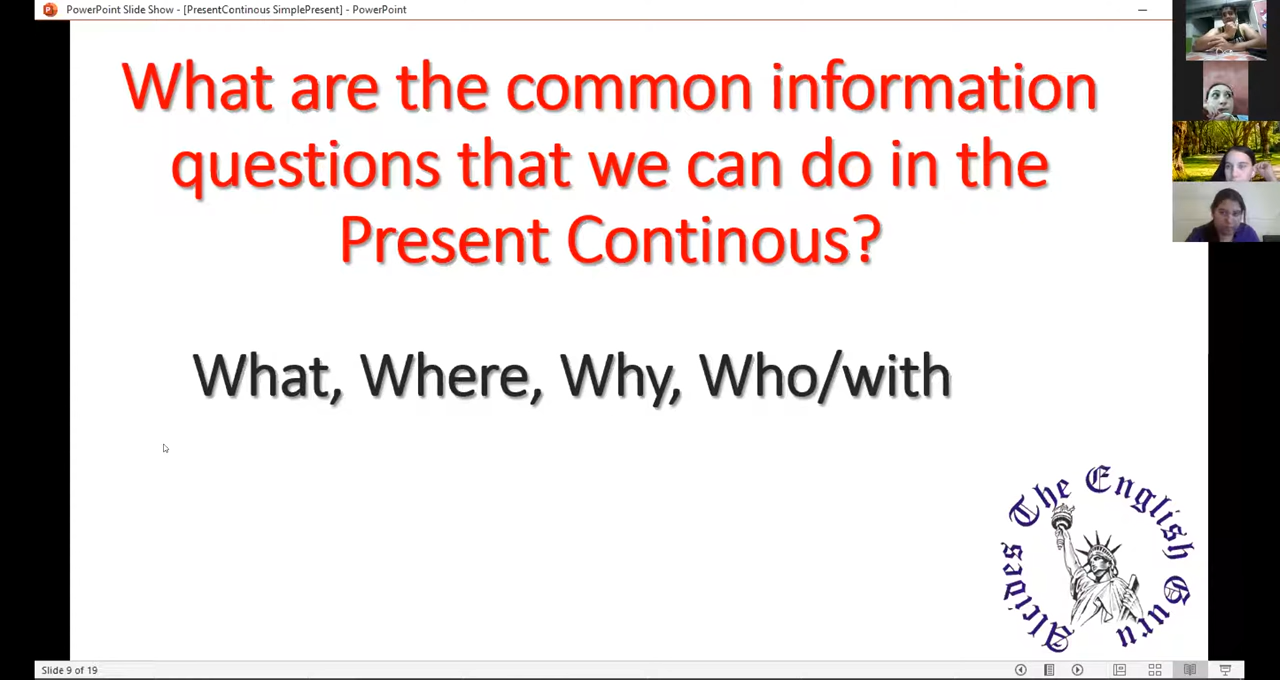 PowerPoint Slide Show - [PresentContinous SimplePresent] - PowerPoint
What are the common information
questions that we can do in the
Present Continous?
What, Where, Why, Who/with
Alcides The English Guru
Slide 9 of 19